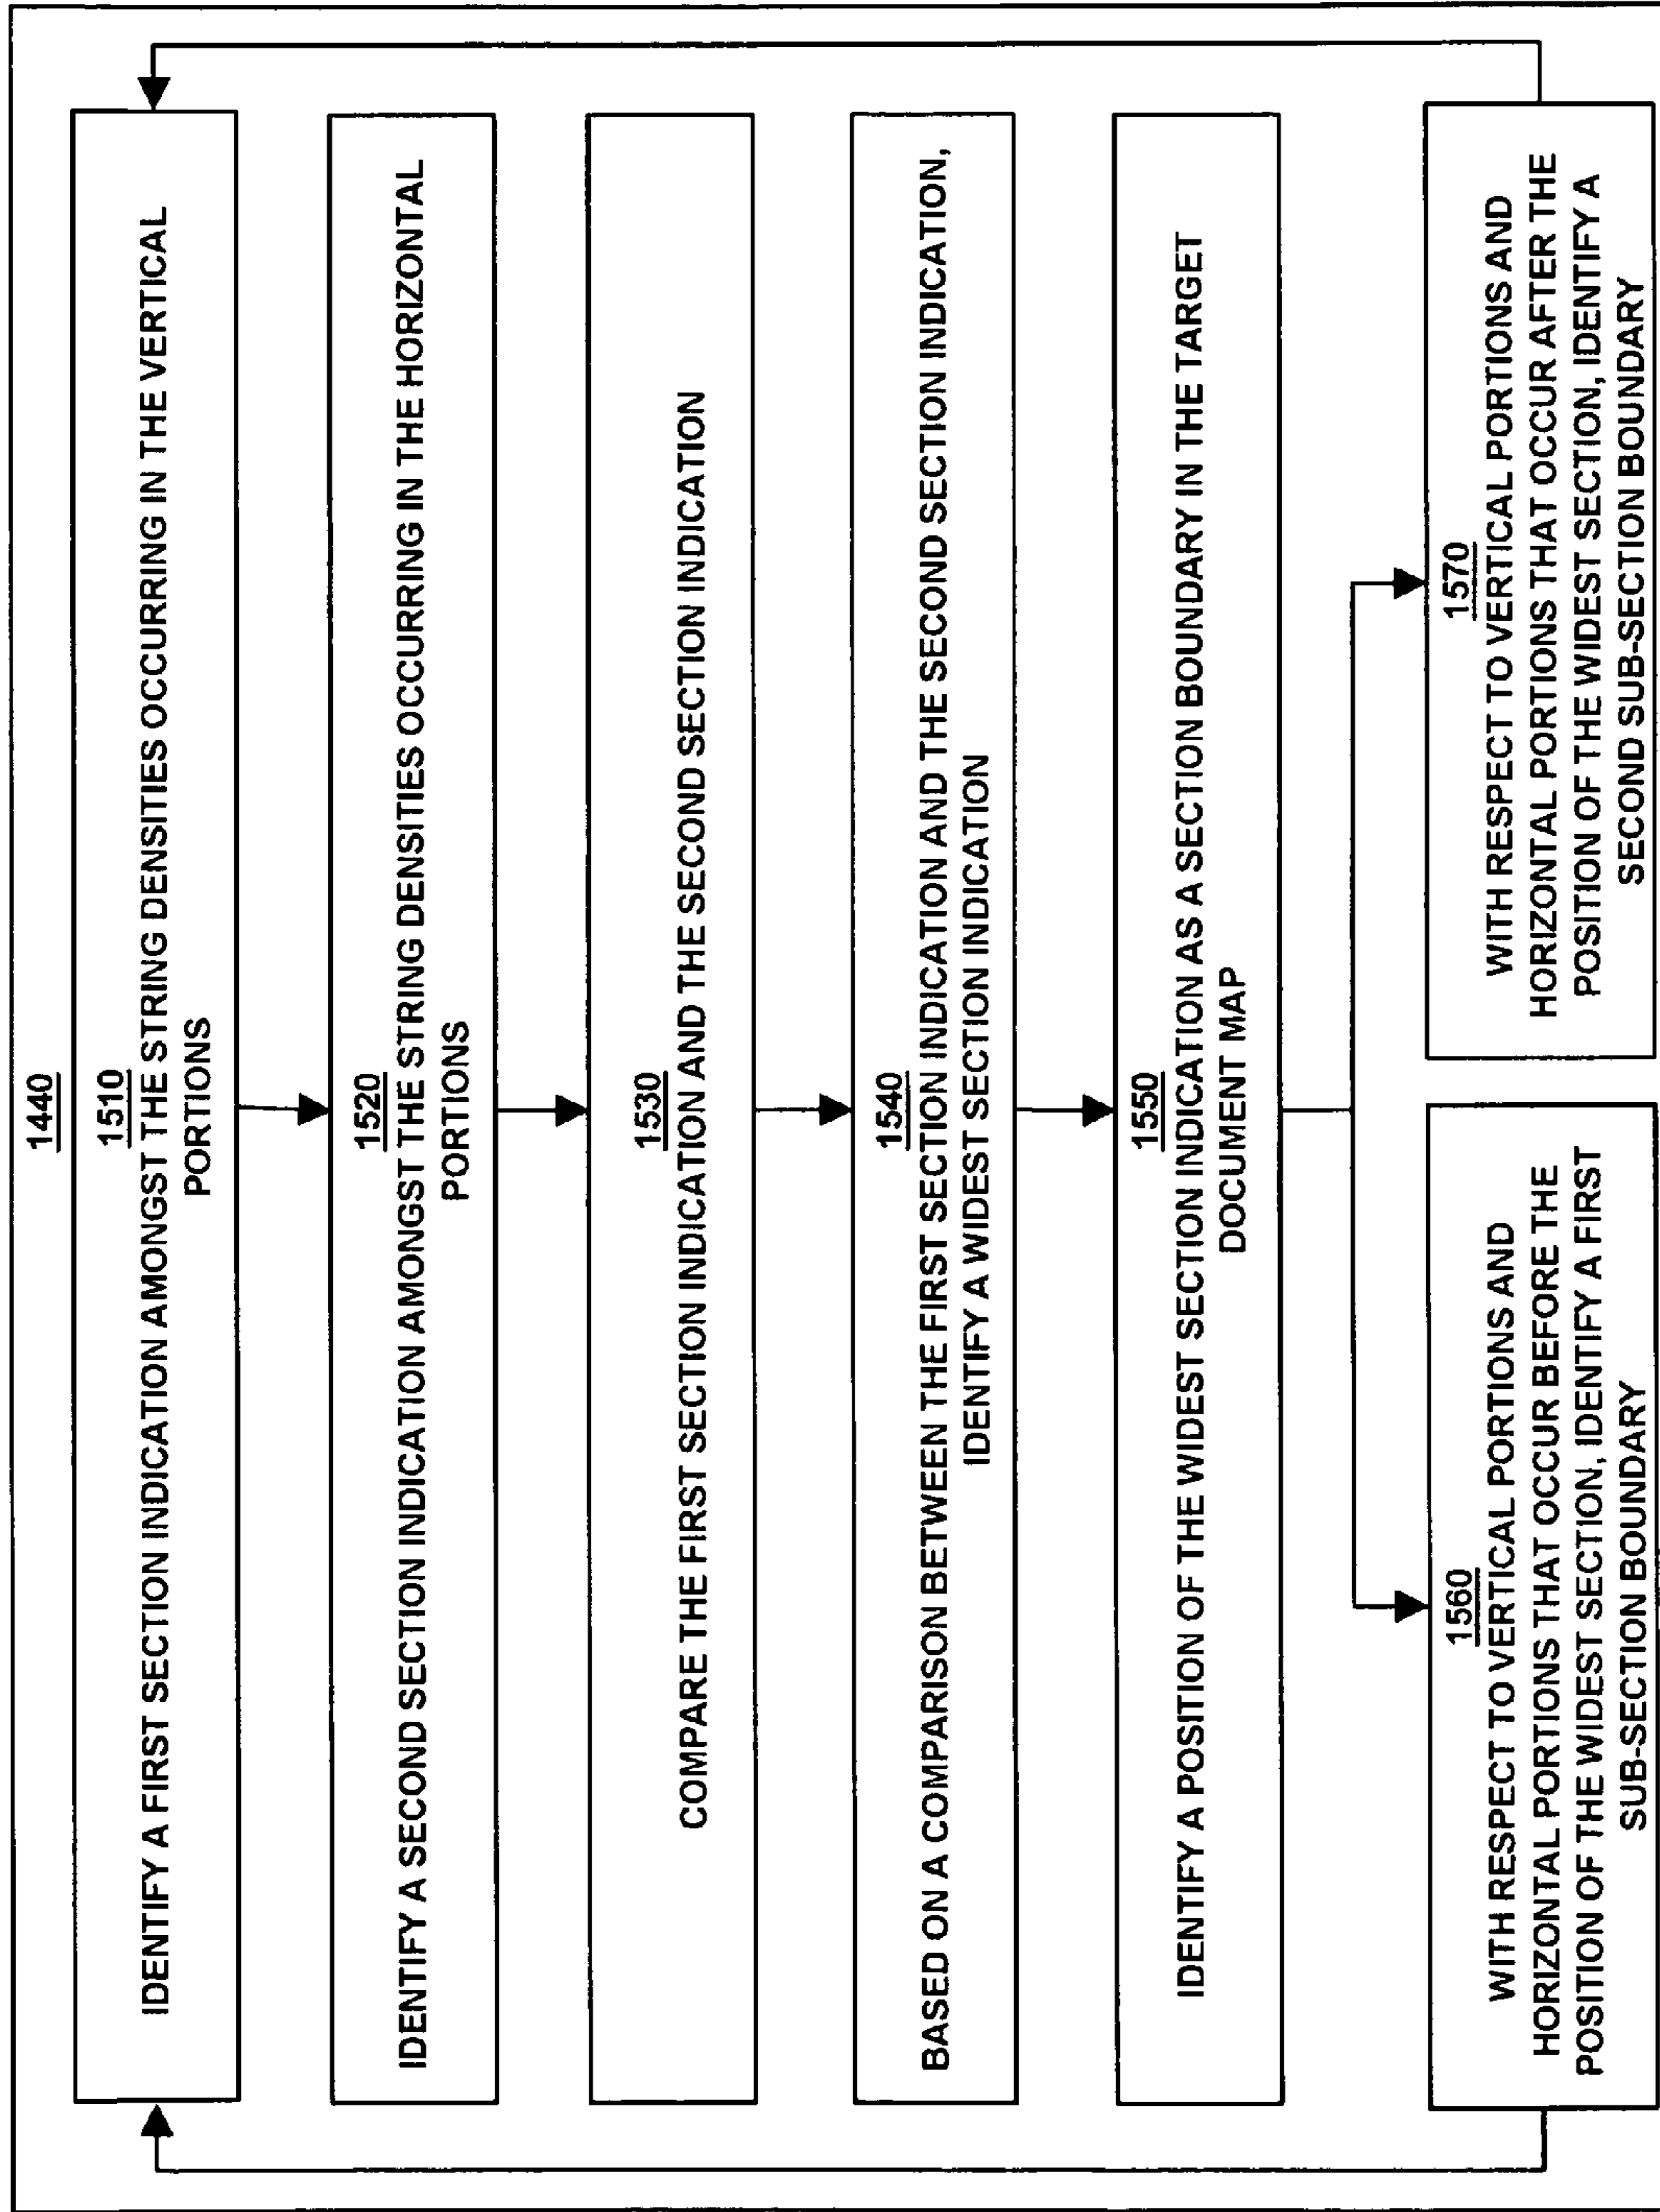 1440
1510
IDENTIFY A FIRST SECTION INDICATION AMONGST THE STRING DENSITIES OCCURRING IN THE VERTICAL
PORTIONS
1520
IDENTIFY A SECOND SECTION INDICATION AMONGST THE STRING DENSITIES OCCURRING IN THE HORIZONTAL
PORTIONS
1530
COMPARE THE FIRST SECTION INDICATION AND THE SECOND SECTION INDICATION
1540
BASED ON A COMPARISON BETWEEN THE FIRST SECTION INDICATION AND THE SECOND SECTION INDICATION,
IDENTIFY A WIDEST SECTION INDICATION
1550
IDENTIFY A POSITION OF THE WIDEST SECTION INDICATION AS A SECTION BOUNDARY IN THE TARGET
DOCUMENT MAP
1560
WITH RESPECT TO VERTICAL PORTIONS AND
HORIZONTAL PORTIONS THAT OCCUR BEFORE THE
POSITION OF THE WIDEST SECTION, IDENTIFY A FIRST
SUB-SECTION BOUNDARY
1570
WITH RESPECT TO VERTICAL PORTIONS AND
HORIZONTAL PORTIONS THAT OCCUR AFTER THE
POSITION OF THE WIDEST SECTION, IDENTIFY A
SECOND SUB-SECTION BOUNDARY